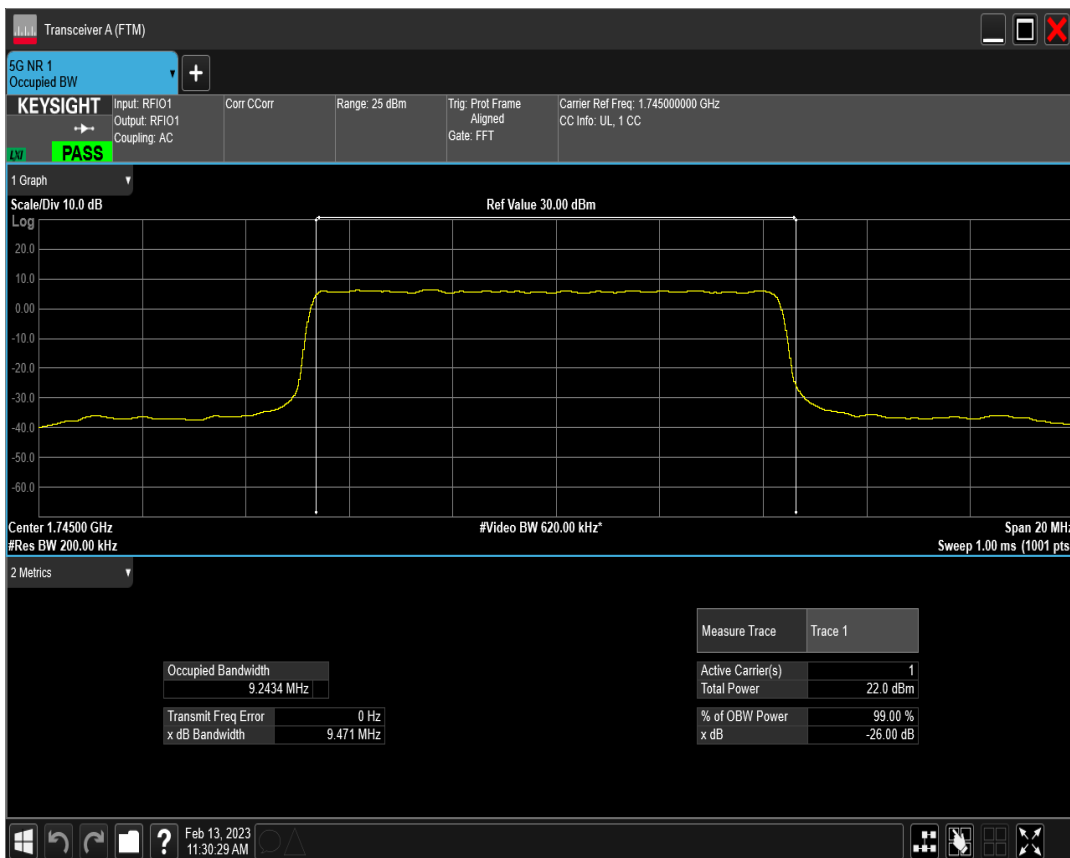 Transceiver A (FTM)
5G NR 1
Occupied BW
+
KEYSIGHT
LXI
PASS
Input: RFIO1
Output: RFIO1
Coupling: AC
Corr CCorr
Range: 25 dBm
Trig: Prot Frame
Aligned
Gate: FFT
Carrier Ref Freq: 1.745000000 GHz
CC Info: UL, 1 CC
1 Graph
Scale/Div 10.0 dB
Ref Value 30.00 dBm
Log
20.0
10.0
0.00
-10.0
-20.0
-30.0
-40.0
-50.0
-60.0
Center 1.74500 GHz
#Video BW 620.00 kHz*
Span 20 MHz
#Res BW 200.00 kHz
Sweep 1.00 ms (1001 pts
2 Metrics
Measure Trace Trace 1
Occupied Bandwidth
9.2434 MHz
Active Carrier(s) 1
Total Power 22.0 dBm
Transmit Freq Error 0 Hz
x dB Bandwidth 9.471 MHz
% of OBW Power 99.00 %
x dB -26.00 dB
?
Feb 13, 2023
11:30:29 AM